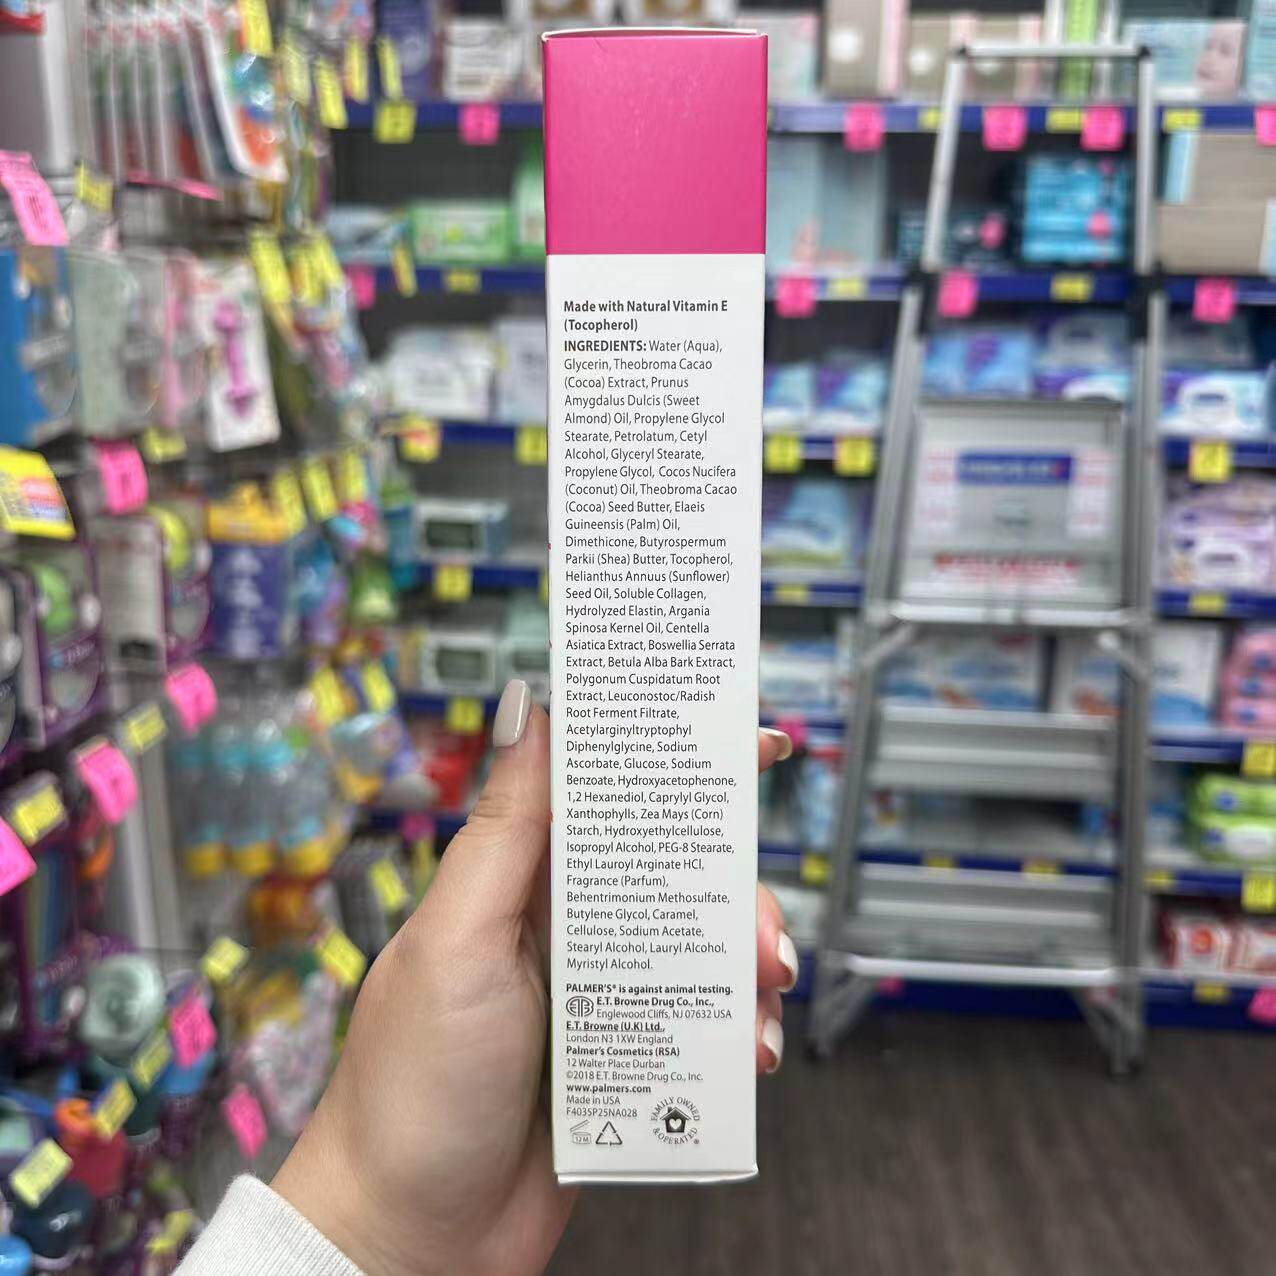 Made with Natural Vitamin E
(Tocopherol)
INGREDIENTS: Water (Aqua),
Glycerin, Theobroma Cacao
(Cocoa) Extract, Prunus
Amygdalus Dulcis (Sweet
Almond) Oil, Propylene Glycol
Stearate, Petrolatum, Cetyl
Alcohol, Glyceryl Stearate,
Propylene Glycol, Cocos Nucifera
(Coconut) Oil, Theobroma Cacao
(Cocoa) Seed Butter, Elaeis
Guineensis (Palm) Oil,
Dimethicone, Butyrospermum
Parkii (Shea) Butter, Tocopherol,
Helianthus Annuus (Sunflower)
Seed Oil, Soluble Collagen,
Hydrolyzed Elastin, Argania
Spinosa Kernel Oil, Centella
Asiatica Extract, Boswellia Serrata
Extract, Betula Alba Bark Extract,
Polygonum Cuspidatum Root
Extract, Leuconostoc/Radish
Root Ferment Filtrate,
Acetylarginyltryptophyl
Diphenylglycine, Sodium
Ascorbate, Glucose, Sodium
Benzoate, Hydroxyacetophenone,
1,2 Hexanediol, Caprylyl Glycol,
Xanthophylls, Zea Mays (Corn)
Starch, Hydroxyethylcellulose,
Isopropyl Alcohol, PEG-8 Stearate,
Ethyl Lauroyl Arginate HCl,
Fragrance (Parfum),
Behentrimonium Methosulfate,
Butylene Glycol, Caramel,
Cellulose, Sodium Acetate,
Stearyl Alcohol, Lauryl Alcohol,
Myristyl Alcohol.
PALMER'S® is against animal testing.
E.T. Browne Drug Co., Inc.,
Englewood Cliffs, NJ 07632 USA
E.T. Browne (U.K) Ltd.,
London N3 1XW England
Palmer's Cosmetics (RSA)
12 Walter Place Durban
©2018 E.T. Browne Drug Co., Inc.
www.palmers.com
Made in USA
F4035P25NA028
12M
FAMILY OWNED
& OPERATED ®